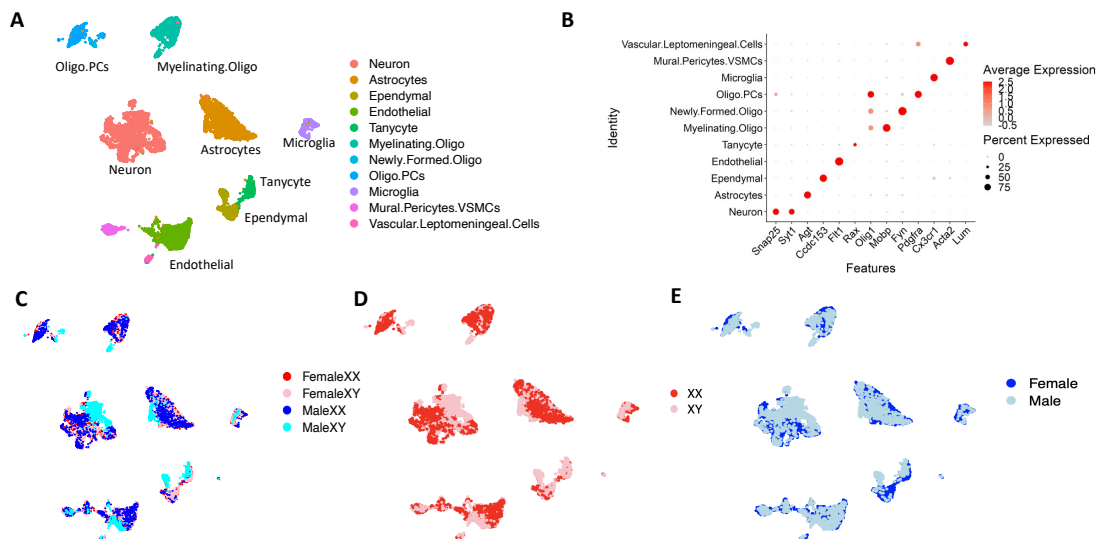 A
Oligo.PCs
Myelinating.Oligo
Neuron
Astrocytes
Microglia
Tanycyte
Ependymal
Endothelial
Neuron
Astrocytes
Ependymal
Endothelial
Tanycyte
Myelinating.Oligo
Newly.Formed.Oligo
Oligo.PCs
Microglia
Mural.Pericytes.VSMCs
Vascular.Leptomeningeal.Cells
B
Identity
Vascular.Leptomeningeal.Cells
Mural.Pericytes.VSMCs
Microglia
Oligo.PCs
Newly.Formed.Oligo
Myelinating.Oligo
Tanycyte
Endothelial
Ependymal
Astrocytes
Neuron
Snap25
Syt1
Agt
Ccdc153
Flt1
Rax
Olig1
Mobp
Fyn
Pdgfra
Cx3cr1
Acta2
Lum
Features
Average Expression
2.5
2.0
1.5
1.0
0.5
0.0
-0.5
Percent Expressed
0
25
50
75
C
FemaleXX
FemaleXY
MaleXX
MaleXY
D
XX
XY
E
Female
Male